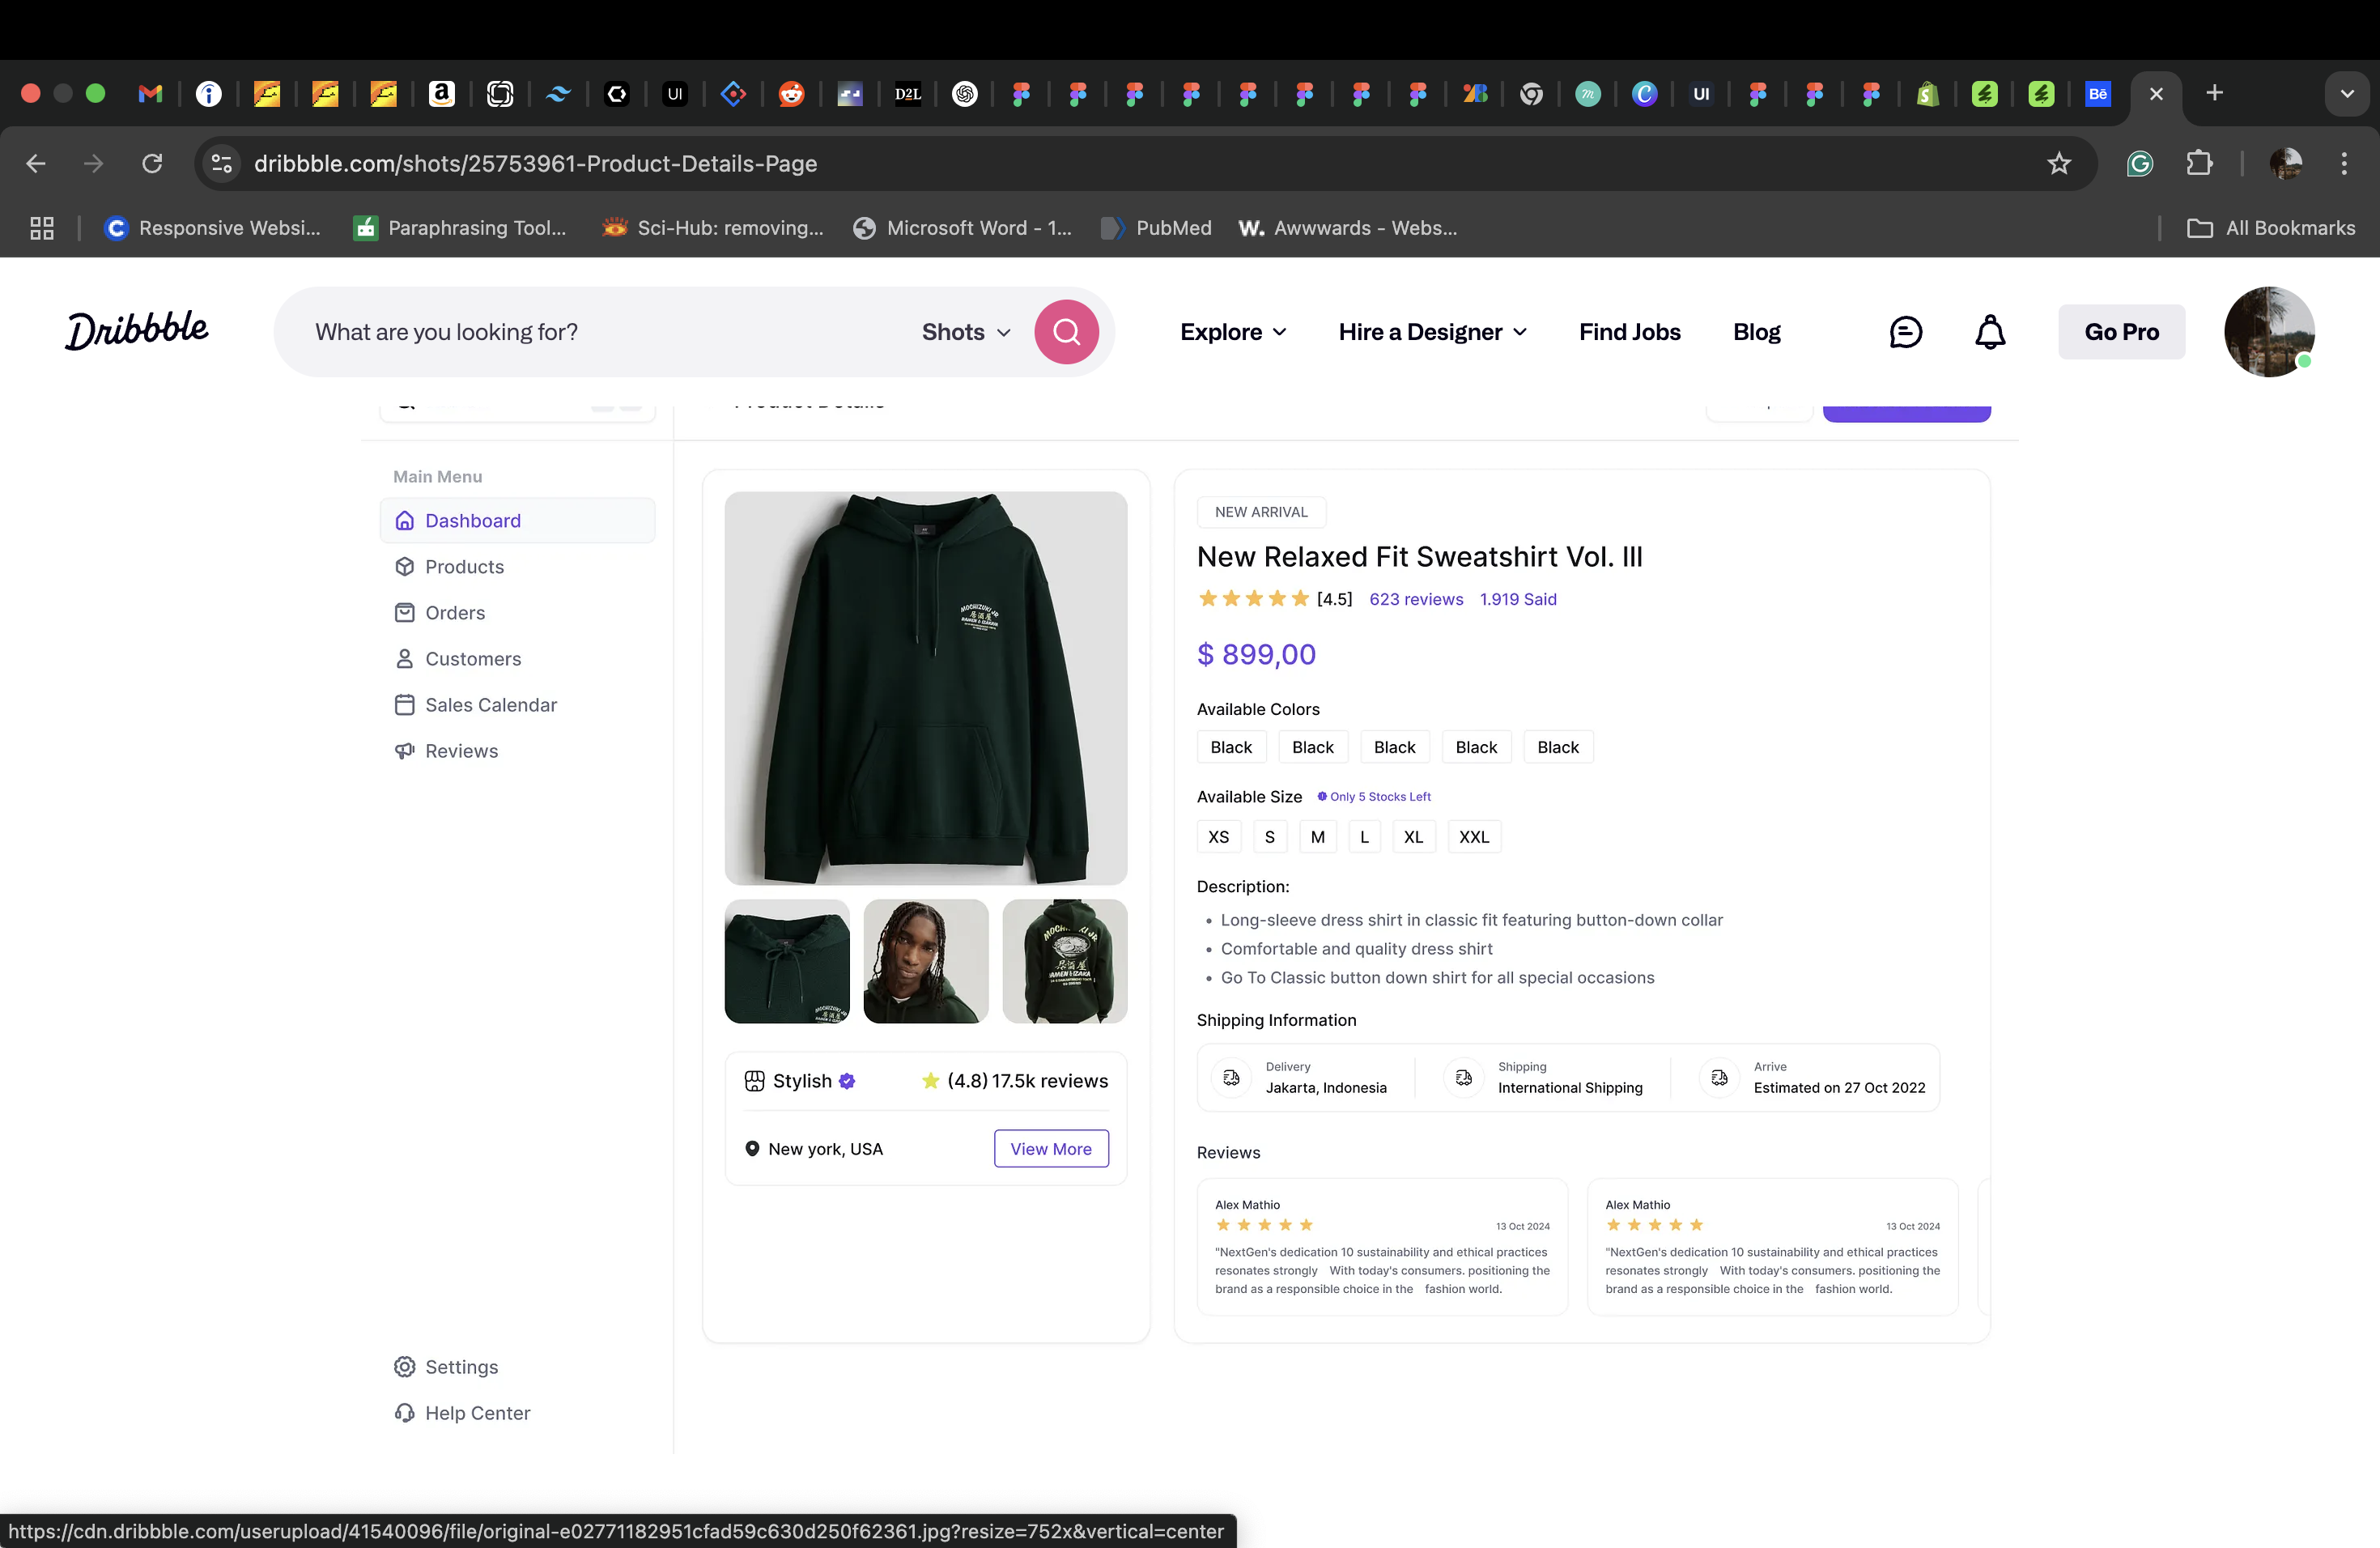 a
UI
D2L
m
C
UI
Bē
dribbble.com/shots/25753961-Product-Details-Page
Responsive Websi...
Paraphrasing Tool...
Sci-Hub: removing...
Microsoft Word - 1...
PubMed
W. Awwwards - Webs...
All Bookmarks
Dribbble
What are you looking for?
Shots
Explore
Hire a Designer
Find Jobs
Blog
Go Pro
Product Details
Main Menu
Dashboard
Products
Orders
Customers
Sales Calendar
Reviews
Settings
Help Center
MOCHIZUKI JR
居酒屋
RAMEN & IZAKAYA
Stylish
(4.8) 17.5k reviews
New york, USA
View More
NEW ARRIVAL
New Relaxed Fit Sweatshirt Vol. III
[4.5] 623 reviews 1.919 Said
$ 899,00
Available Colors
Black Black Black Black Black
Available Size Only 5 Stocks Left
XS S M L XL XXL
Description:
• Long-sleeve dress shirt in classic fit featuring button-down collar
• Comfortable and quality dress shirt
• Go To Classic button down shirt for all special occasions
Shipping Information
Delivery
Jakarta, Indonesia
Shipping
International Shipping
Arrive
Estimated on 27 Oct 2022
Reviews
Alex Mathio
13 Oct 2024
"NextGen's dedication 10 sustainability and ethical practices
resonates strongly With today's consumers. positioning the
brand as a responsible choice in the fashion world.
Alex Mathio
13 Oct 2024
"NextGen's dedication 10 sustainability and ethical practices
resonates strongly With today's consumers. positioning the
brand as a responsible choice in the fashion world.
https://cdn.dribbble.com/userupload/41540096/file/original-e02771182951cfad59c630d250f62361.jpg?resize=752x&vertical=center